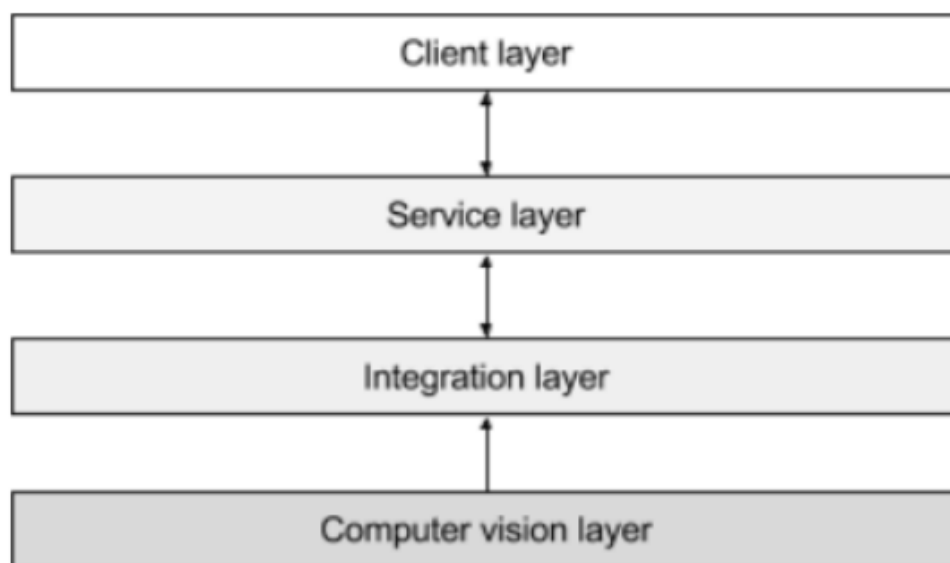 Client layer
Service layer
Integration layer
Computer vision layer